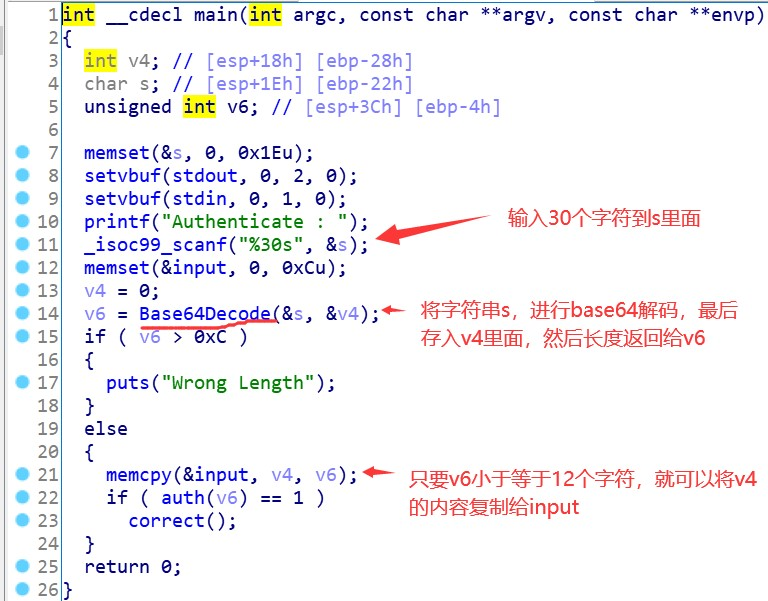 1 int __cdecl main(int argc, const char **argv, const char **envp)
2 {
3 int v4; // [esp+18h] [ebp-28h]
4 char s; // [esp+1Eh] [ebp-22h]
5 unsigned int v6; // [esp+3Ch] [ebp-4h]
6
7 memset(&s, 0, 0x1Eu);
8 setvbuf(stdout, 0, 2, 0);
9 setvbuf(stdin, 0, 1, 0);
10 printf("Authenticate : ");
输入30个字符到s里面
11 _isoc99_scanf("%30s", &s);
12 memset(&input, 0, 0xCu);
13 v4 = 0;
14 v6 = Base64Decode(&s, &v4);
将字符串s，进行base64解码，最后
存入v4里面，然后长度返回给v6
15 if ( v6 > 0xC )
16 {
17 puts("Wrong Length");
18 }
19 else
20 {
21 memcpy(&input, v4, v6);
只要v6小于等于12个字符，就可以将v4
的内容复制给input
22 if ( auth(v6) == 1 )
23 correct();
24 }
25 return 0;
26 }